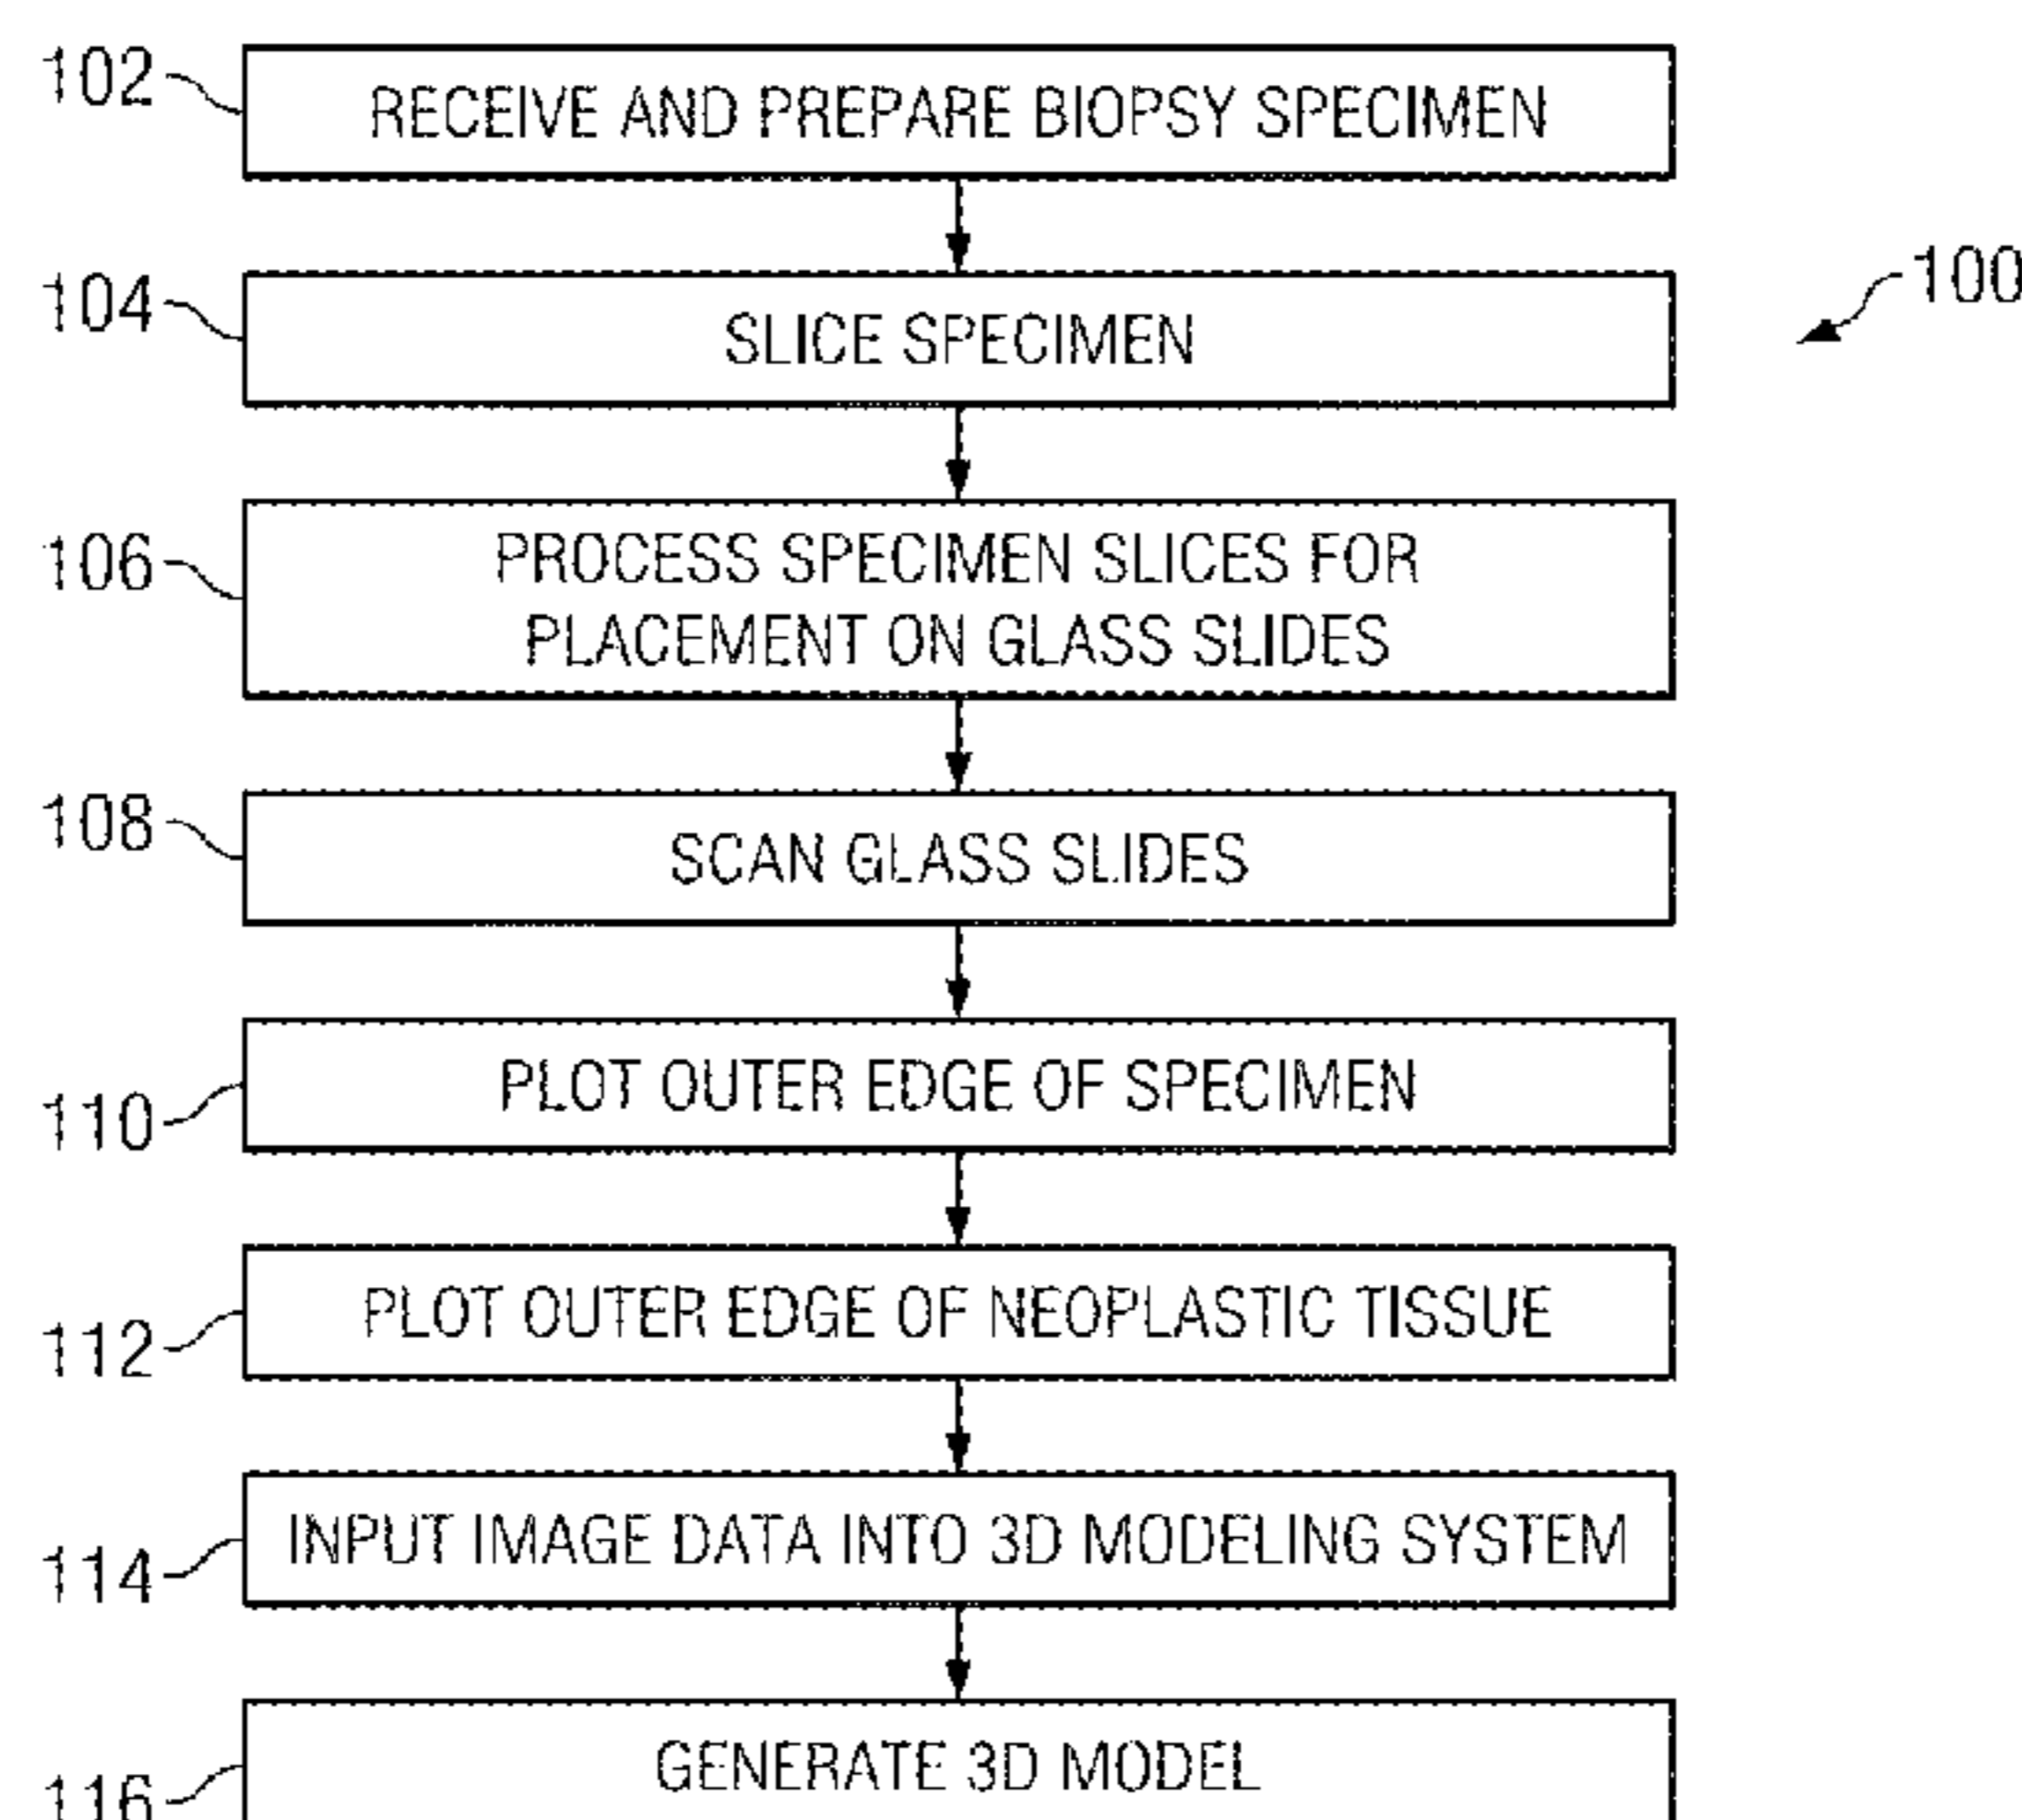 102
RECEIVE AND PREPARE BIOPSY SPECIMEN
104
SLICE SPECIMEN
100
106
PROCESS SPECIMEN SLICES FOR
PLACEMENT ON GLASS SLIDES
108
SCAN GLASS SLIDES
110
PLOT OUTER EDGE OF SPECIMEN
112
PLOT OUTER EDGE OF NEOPLASTIC TISSUE
114
INPUT IMAGE DATA INTO 3D MODELING SYSTEM
116
GENERATE 3D MODEL